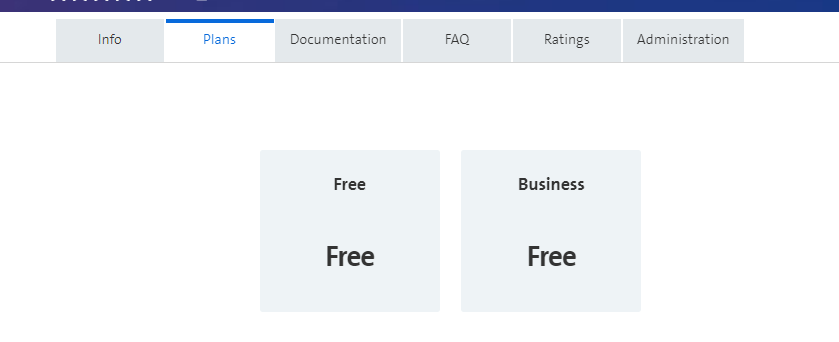 Info Plans Documentation FAQ Ratings Administration
Free Business
Free Free